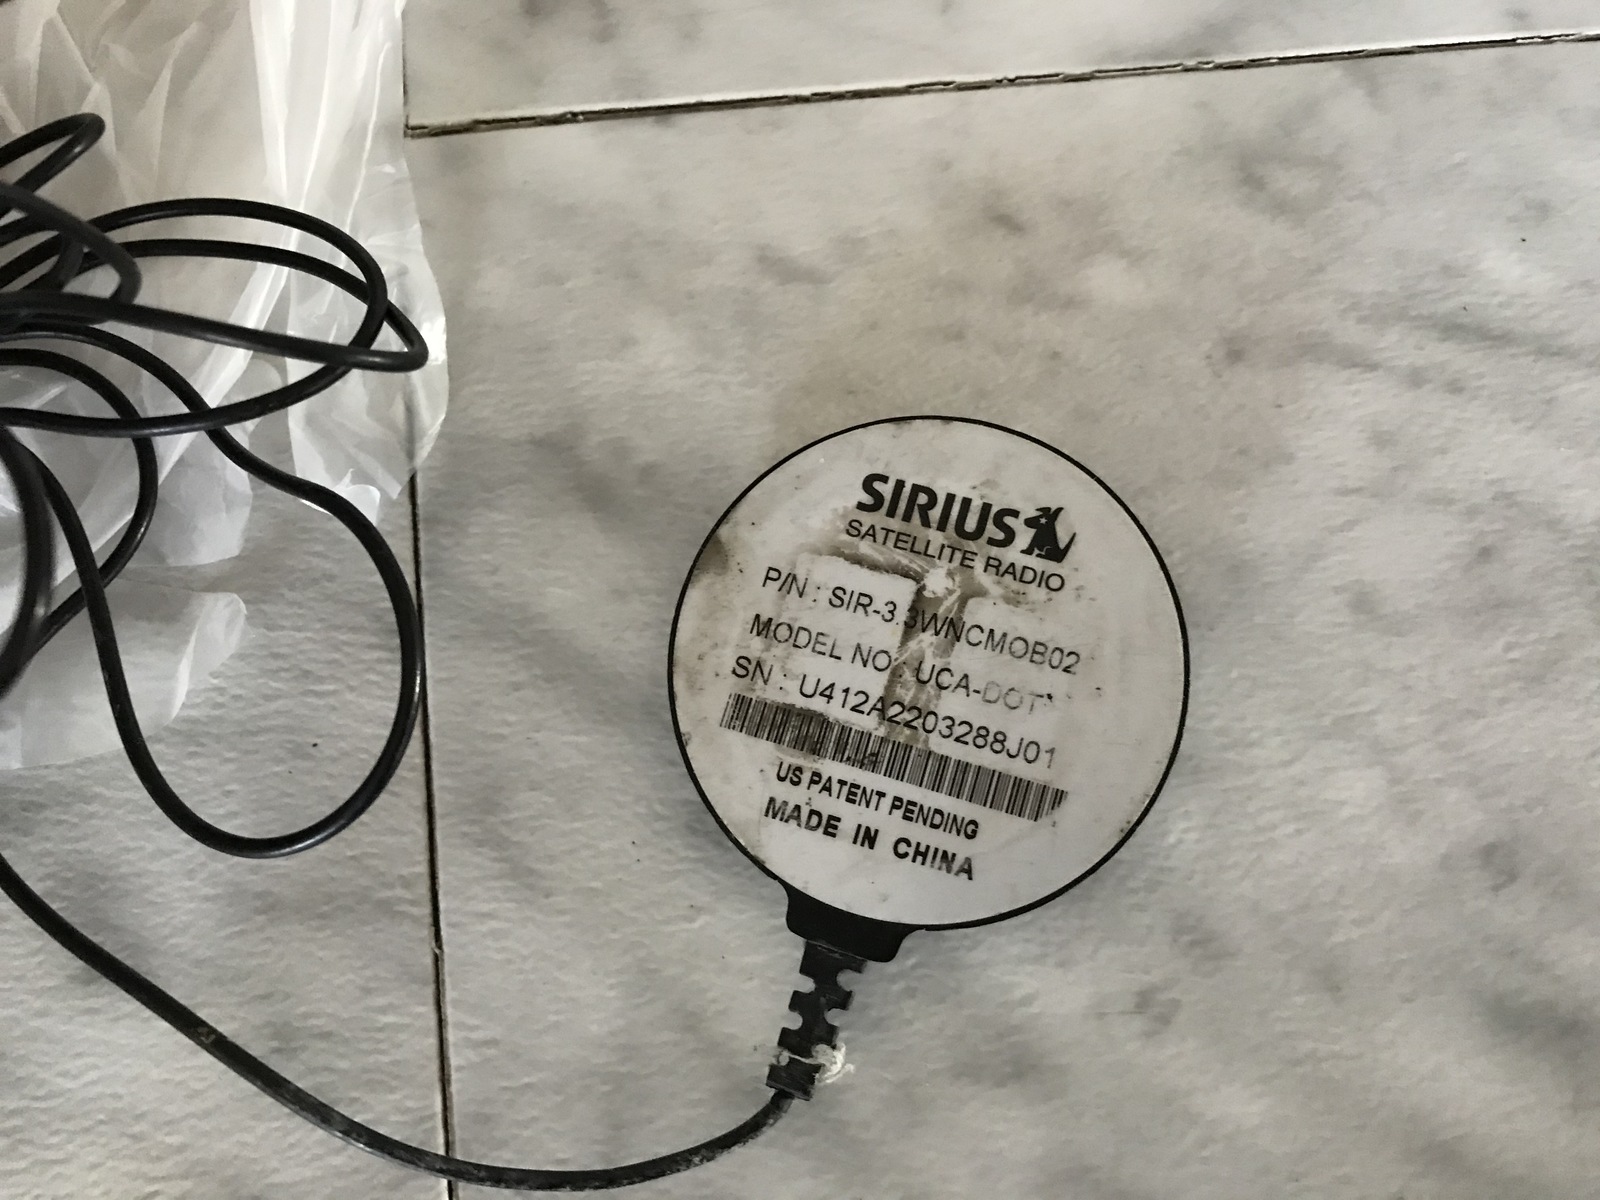 SIRIUS
SATELLITE RADIO
P/N : SIR-3.3WNCMOB02
MODEL NO : UCA-DOT
SN : U412A2203288J01
US PATENT PENDING
MADE IN CHINA